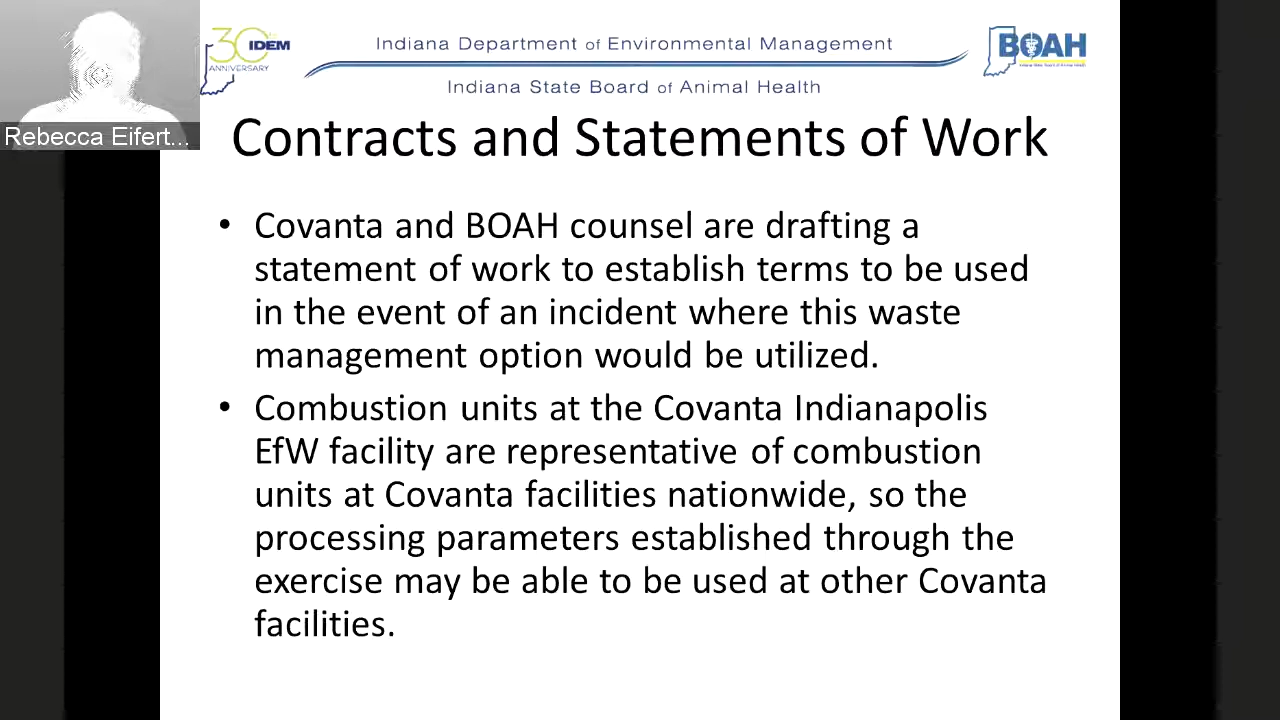 30th IDEM
ANNIVERSARY
Indiana Department of Environmental Management
Indiana State Board of Animal Health
BOAH
Rebecca Eifert...
Contracts and Statements of Work
• Covanta and BOAH counsel are drafting a
statement of work to establish terms to be used
in the event of an incident where this waste
management option would be utilized.
• Combustion units at the Covanta Indianapolis
EfW facility are representative of combustion
units at Covanta facilities nationwide, so the
processing parameters established through the
exercise may be able to be used at other Covanta
facilities.